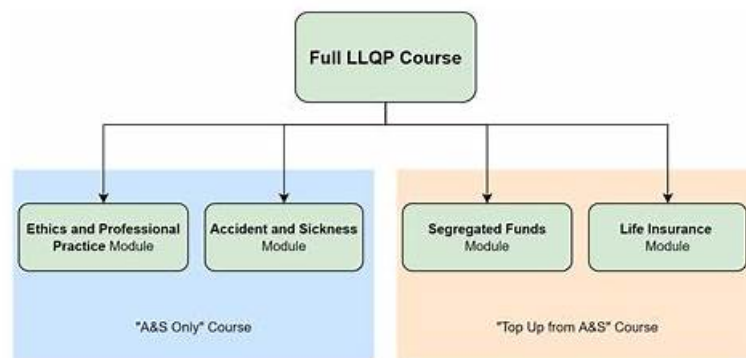 Full LLQP Course
Ethics and Professional
Practice Module
Accident and Sickness
Module
Segregated Funds
Module
Life Insurance
Module
"A&S Only" Course
"Top Up from A&S" Course